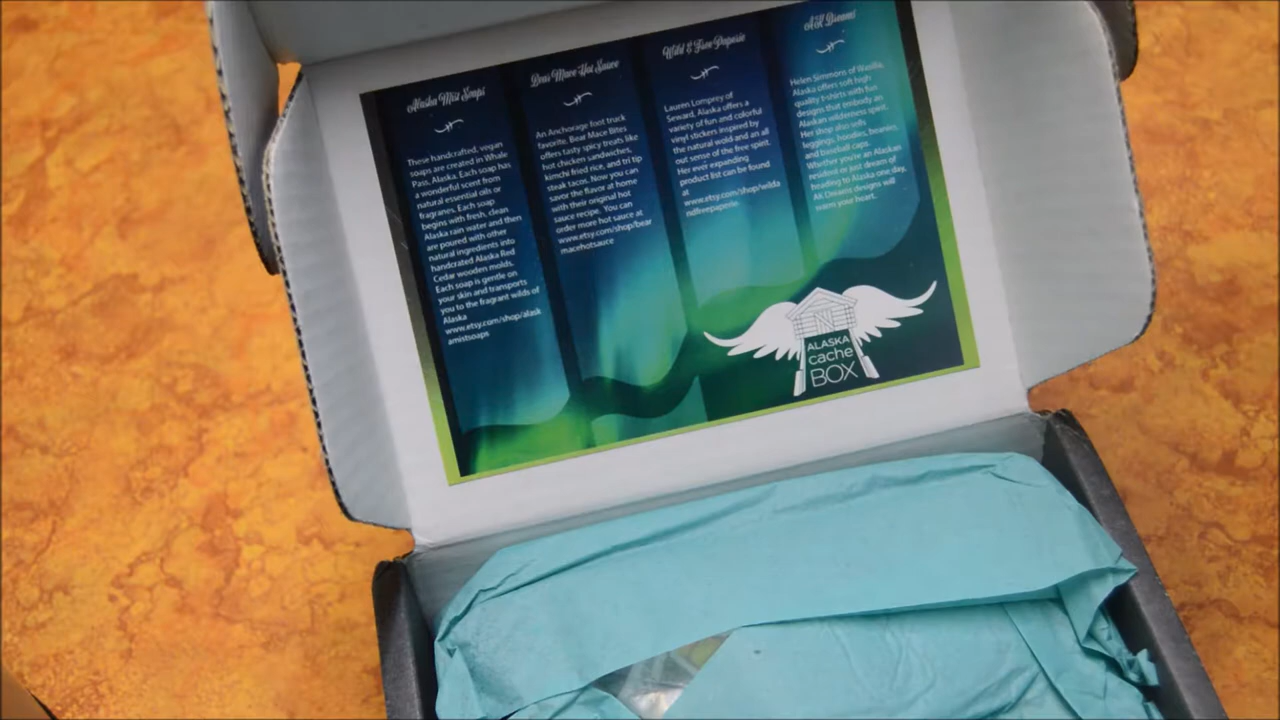 Alaska Mist Soaps
These handcrafted, vegan
soaps are created in Whale
Pass, Alaska. Each soap has
a wonderful scent from
natural essential oils or
fragranes. Each soap
begins with fresh, clean
Alaska rain water and then
are poured with other
natural ingredients into
handcrated Alaska Red
Cedar wooden molds.
Each soap is gentle on
your skin and transports
you to the fragrant wilds of
Alaska
www.etsy.com/shop/alask
amistsoaps
Bear Mace Hot Sauce
An Anchorage foot truck
favorite, Bear Mace Bites
offers tasty spicy treats like
hot chicken sandwiches,
kimchi fried rice, and tri tip
steak tacos. Now you can
savor the flavor at home
with their original hot
sauce recipe. You can
order more hot sauce at
www.etsy.com/shop/bear
macehotsauce
Wild & Free Paperie
Lauren Lomprey of
Seward, Alaska offers a
variety of fun and colorful
vinyl stickers inspired by
the natural wold and an all
out sense of the free spirit.
Her ever expanding
product list can be found
at
www.etsy.com/shop/wilda
ndfreepaperie
AK Dreams
Helen Simmons of Wasilla,
Alaska offers soft high
quality t-shirts with fun
designs that embody an
Alaskan wilderness spirit.
Her shop also sells
leggings, hoodies, beanies,
and baseball caps.
Whether you're an Alaskan
resident or just dream of
heading to Alaska one day,
AK Dreams designs will
warm your heart.
ALASKA
cache
BOX